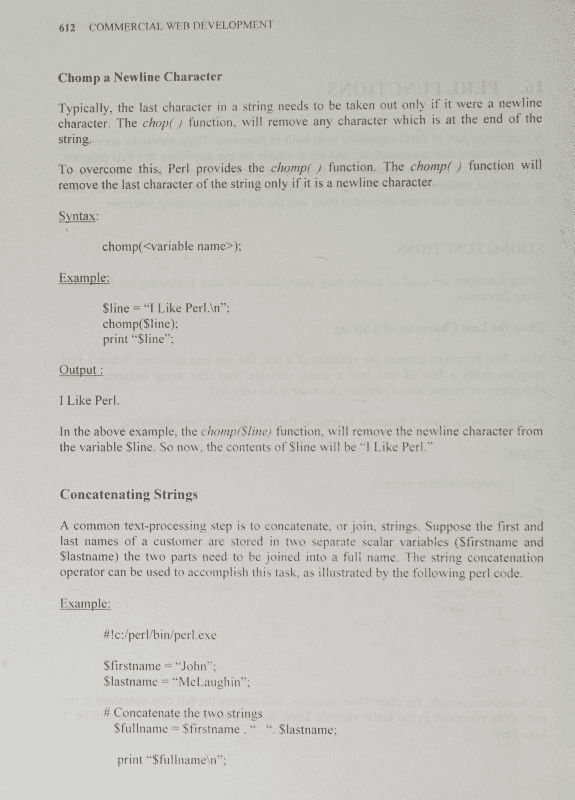 612 COMMERCIAL WEB DEVELOPMENT
Chomp a Newline Character
Typically, the last character in a string needs to be taken out only if it were a newline
character. The chop( ) function, will remove any character which is at the end of the
string.
To overcome this, Perl provides the chomp( ) function. The chomp( ) function will
remove the last character of the string only if it is a newline character.
Syntax:
chomp(<variable name>);
Example:
$line = “I Like Perl.\n”;
chomp($line);
print “$line”;
Output :
I Like Perl.
In the above example, the chomp($line) function, will remove the newline character from
the variable $line. So now, the contents of $line will be “I Like Perl.”
Concatenating Strings
A common text-processing step is to concatenate, or join, strings. Suppose the first and
last names of a customer are stored in two separate scalar variables ($firstname and
$lastname) the two parts need to be joined into a full name. The string concatenation
operator can be used to accomplish this task, as illustrated by the following perl code.
Example:
#!c:/perl/bin/perl.exe
$firstname = “John”;
$lastname = “McLaughin”;
# Concatenate the two strings
$fullname = $firstname . “ “. $lastname;
print “$fullname\n”;